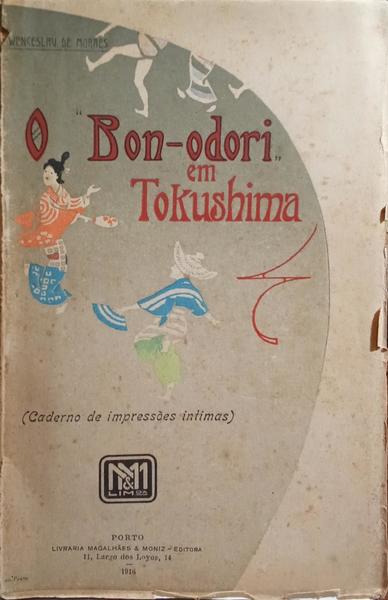 WENCESLAU DE MORAES
O "Bon-odori"
em
Tokushima
(Caderno de impressões intimas)
M&M
LIM.DA
PORTO
LIVRARIA MAGALHÃES & MONIZ - EDITORA
11, Largo dos Loyos, 14
1916